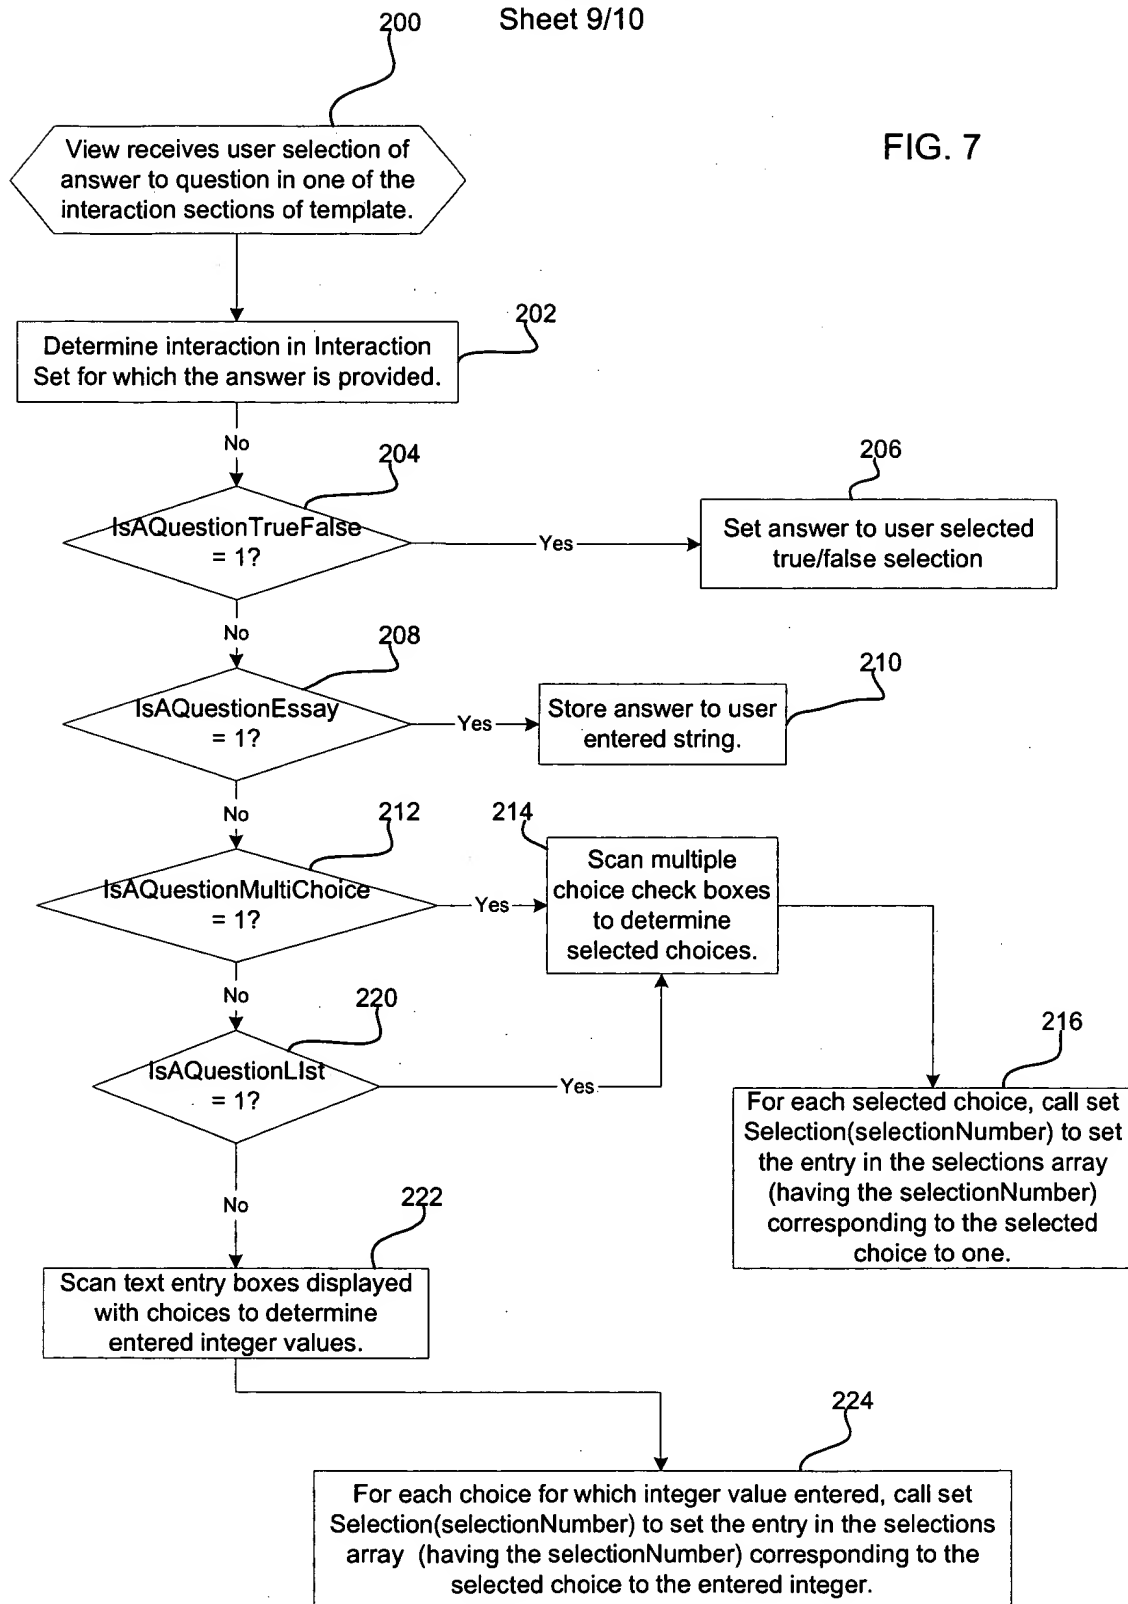 Sheet 9/10
200
FIG. 7
View receives user selection of
answer to question in one of the
interaction sections of template.
202
Determine interaction in Interaction
Set for which the answer is provided.
No
204
IsAQuestionTrueFalse
= 1?
Yes
206
Set answer to user selected
true/false selection
No
208
IsAQuestionEssay
= 1?
Yes
210
Store answer to user
entered string.
No
212
IsAQuestionMultiChoice
= 1?
Yes
214
Scan multiple
choice check boxes
to determine
selected choices.
No
220
IsAQuestionLIst
= 1?
Yes
216
For each selected choice, call set
Selection(selectionNumber) to set
the entry in the selections array
(having the selectionNumber)
corresponding to the selected
choice to one.
No
222
Scan text entry boxes displayed
with choices to determine
entered integer values.
224
For each choice for which integer value entered, call set
Selection(selectionNumber) to set the entry in the selections
array (having the selectionNumber) corresponding to the
selected choice to the entered integer.